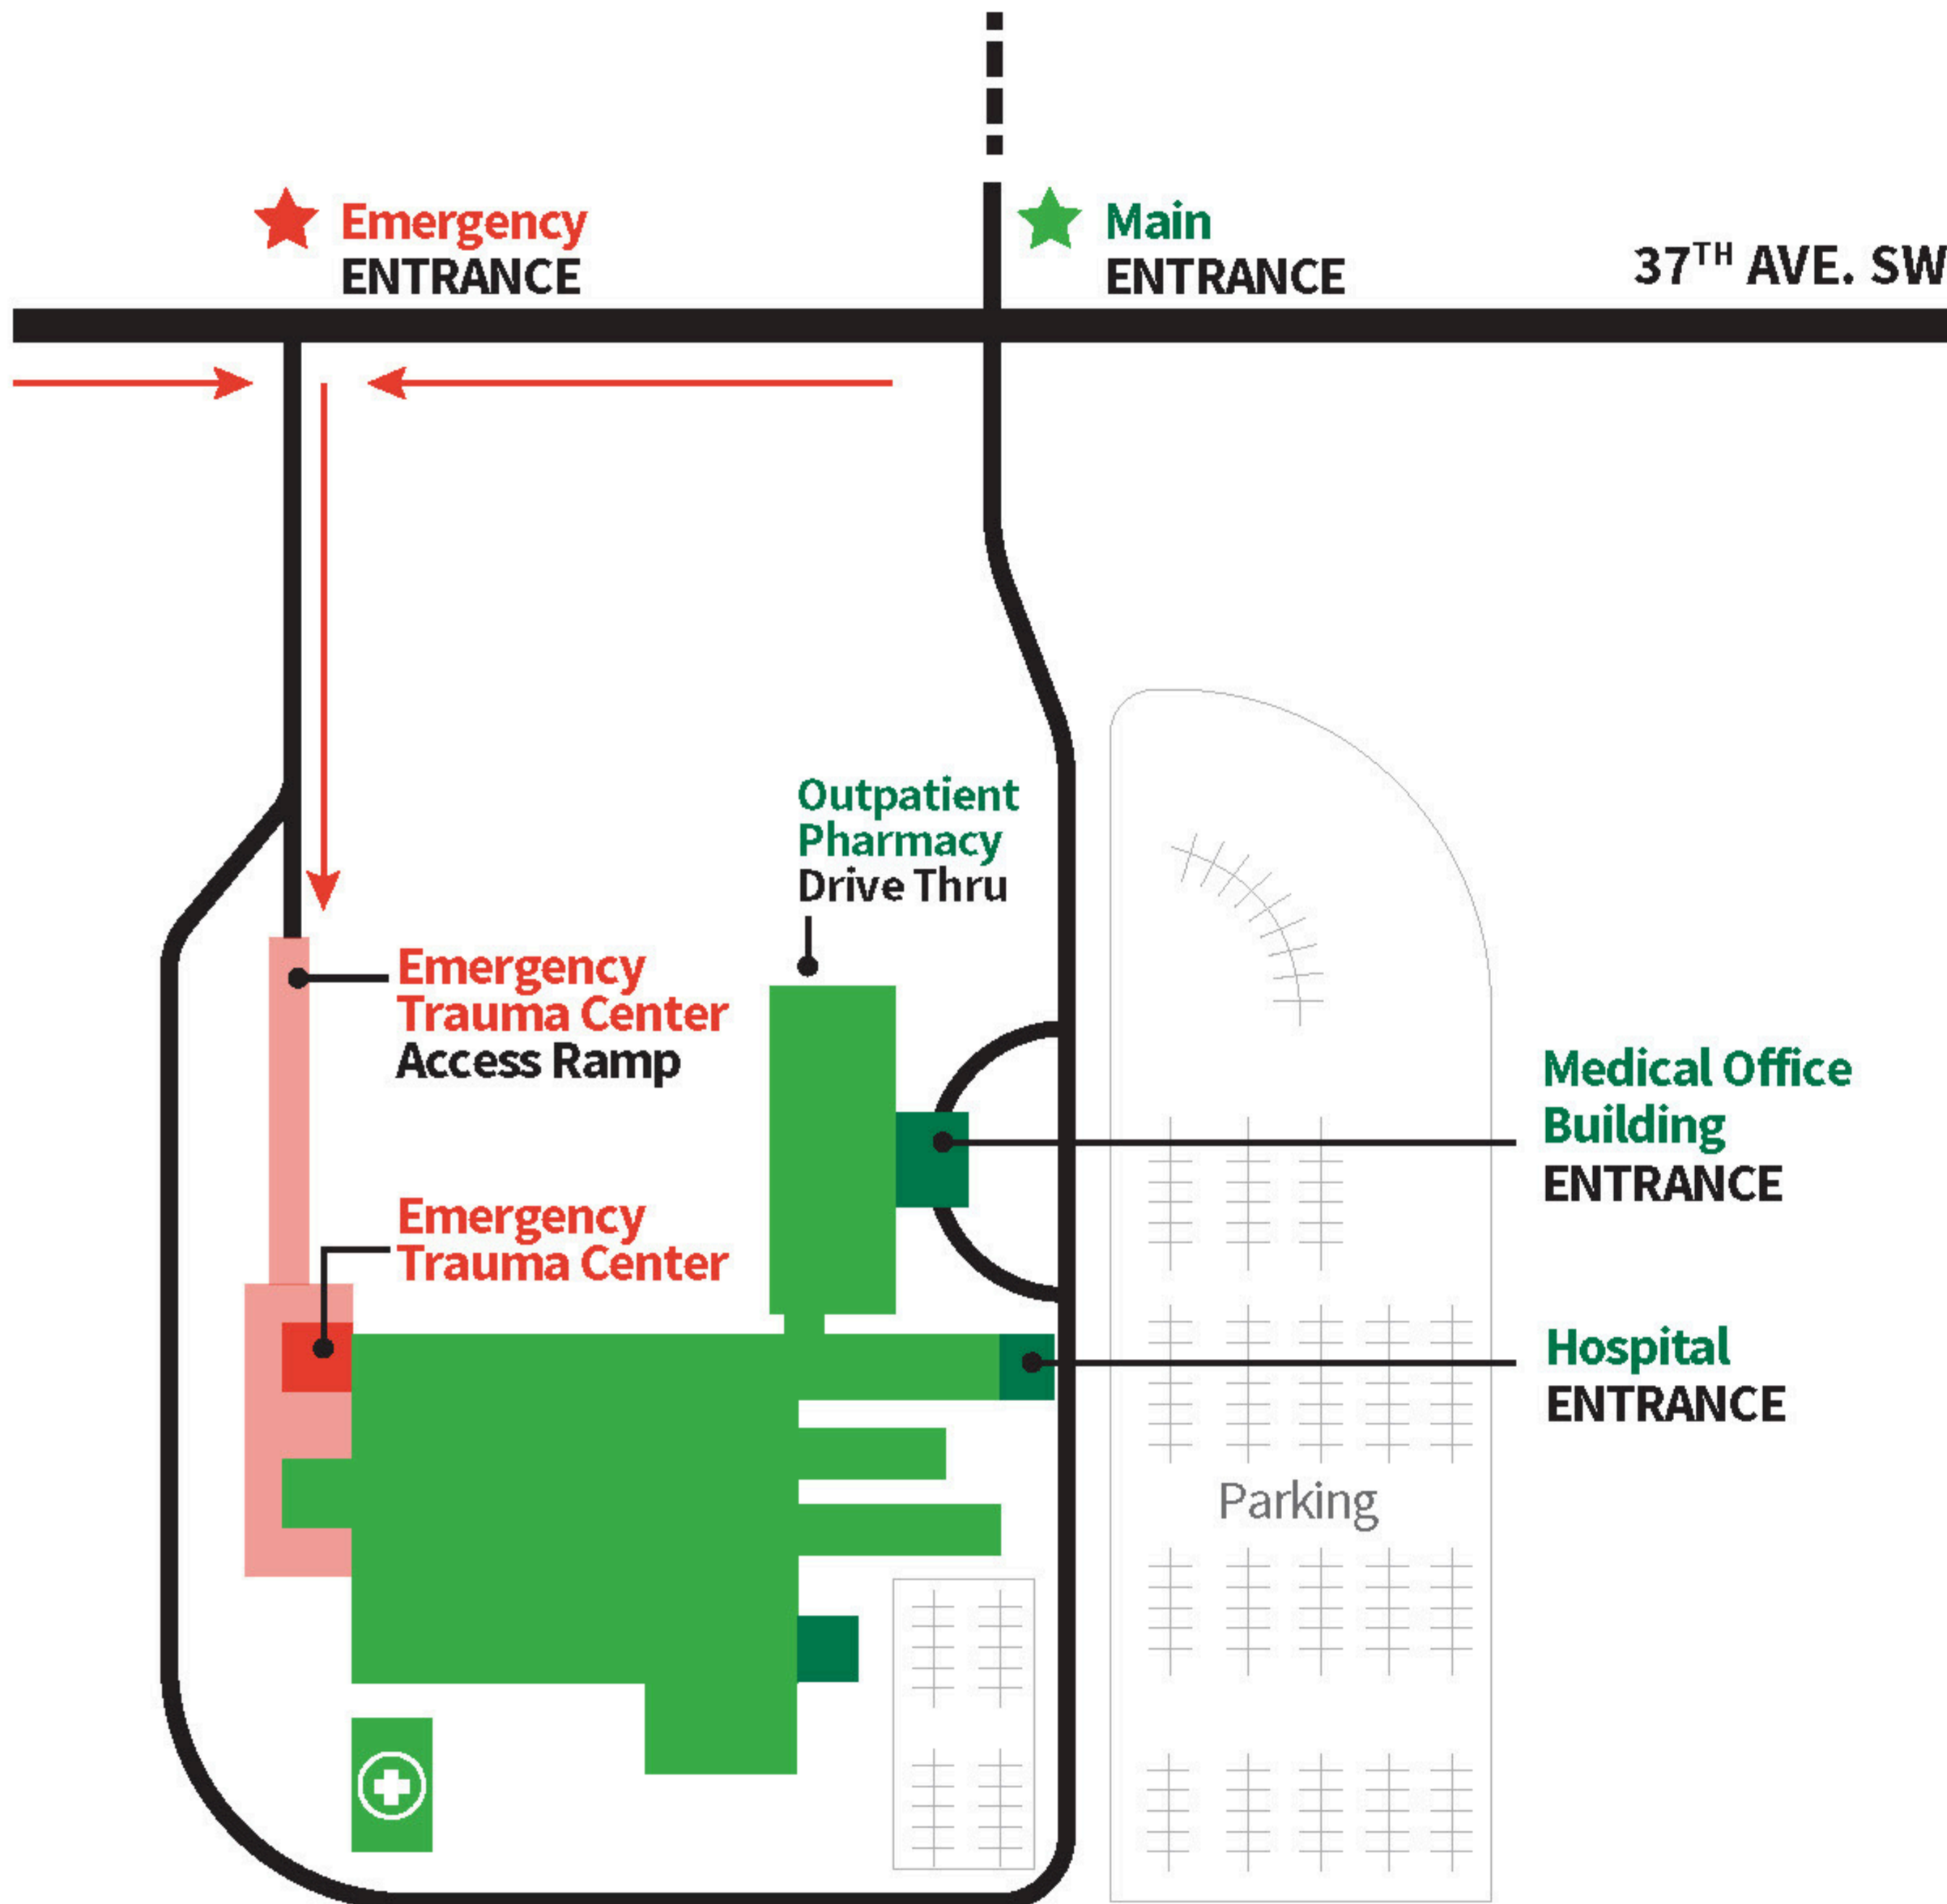 Emergency
ENTRANCE
Main
ENTRANCE
37TH AVE. SW
Outpatient
Pharmacy
Drive Thru
Emergency
Trauma Center
Access Ramp
Medical Office
Building
ENTRANCE
Emergency
Trauma Center
Hospital
ENTRANCE
Parking